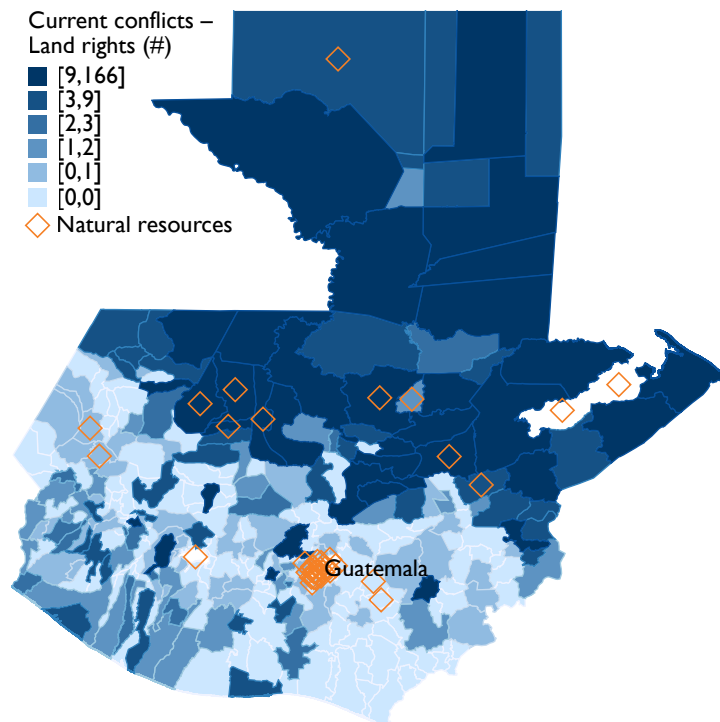 Current conflicts –
Land rights (#)
[9,166]
[3,9]
[2,3]
[1,2]
[0,1]
[0,0]
Natural resources
Guatemala